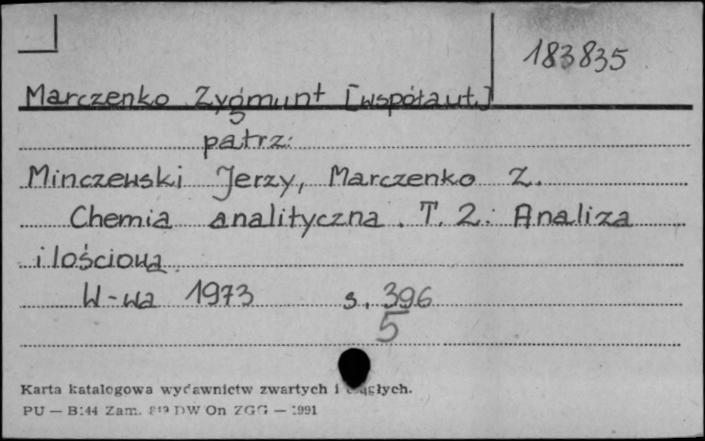 183835
Marczenko Zygmunt [współaut.]
patrz:
Minczewski Jerzy, Marczenko Z.
Chemia analityczna. T. 2: Analiza
ilościowa
W-wa 1973 s. 396
5
Karta katalogowa wydawnictw zwartych i ciągłych.
PU — B144 Zam. DW On ZGG — 1991